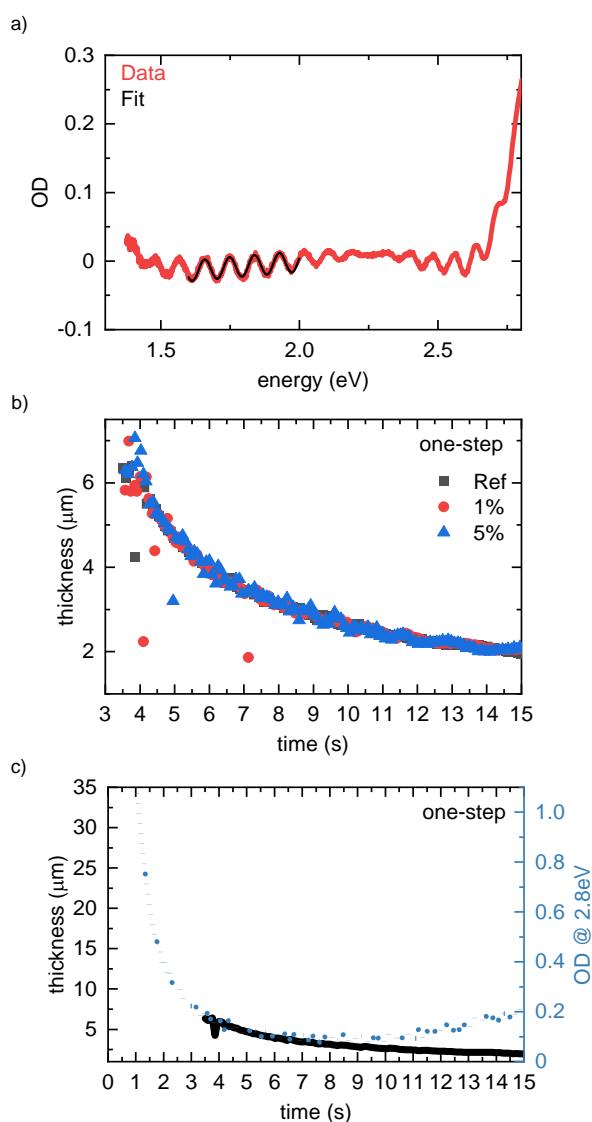 a)
Data
Fit
0.3
0.2
0.1
0
-0.1
OD
1.5 2.0 2.5
energy (eV)
b)
one-step
Ref
1%
5%
6
4
2
thickness (μm)
3 4 5 6 7 8 9 10 11 12 13 14 15
time (s)
c)
one-step
35
30
25
20
15
10
5
thickness (μm)
1.0
0.8
0.6
0.4
0.2
0
OD @ 2.8eV
0 1 2 3 4 5 6 7 8 9 10 11 12 13 14 15
time (s)